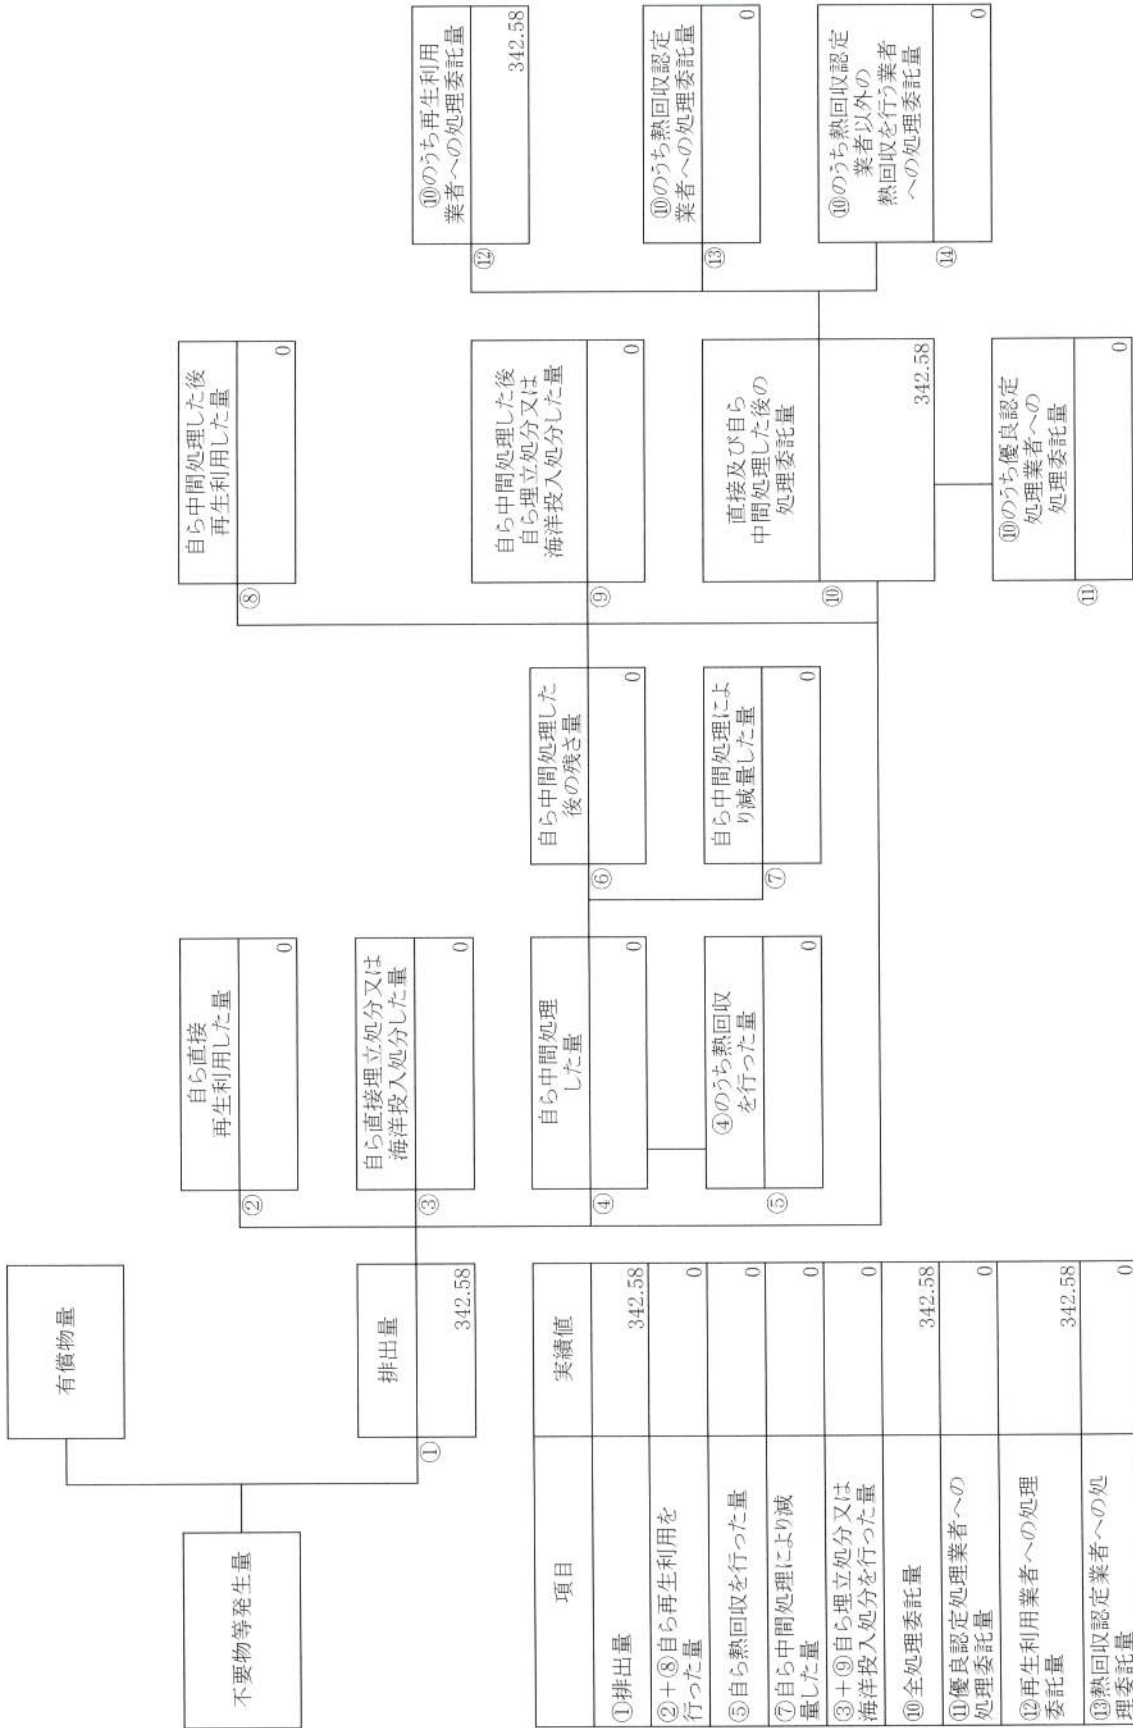 不要物等発生量
有償物量
排出量
①
342.58
自ら直接
再生利用した量
②
0
自ら直接埋立処分又は
海洋投入処分した量
③
0
自ら中間処理
した量
④
0
④のうち熱回収
を行った量
⑤
0
自ら中間処理した
後の残さ量
⑥
0
自ら中間処理によ
り減量した量
⑦
0
自ら中間処理した後
再生利用した量
⑧
0
自ら中間処理した後
自ら埋立処分又は
海洋投入処分した量
⑨
0
直接及び自ら
中間処理した後の
処理委託量
⑩
342.58
⑩のうち優良認定
処理業者への
処理委託量
⑪
0
⑩のうち再生利用
業者への処理委託量
⑫
342.58
⑩のうち熱回収認定
業者への処理委託量
⑬
0
⑩のうち熱回収認定
業者以外の
熱回収を行う業者
への処理委託量
⑭
0
項目 実績値
①排出量 342.58
②+⑧自ら再生利用を
行った量 0
⑤自ら熱回収を行った量 0
⑦自ら中間処理により減
量した量 0
③+⑨自ら埋立処分又は
海洋投入処分を行った量 0
⑩全処理委託量 342.58
⑪優良認定処理業者への
処理委託量 0
⑫再生利用業者への処理
委託量 342.58
⑬熱回収認定業者への処
理委託量 0